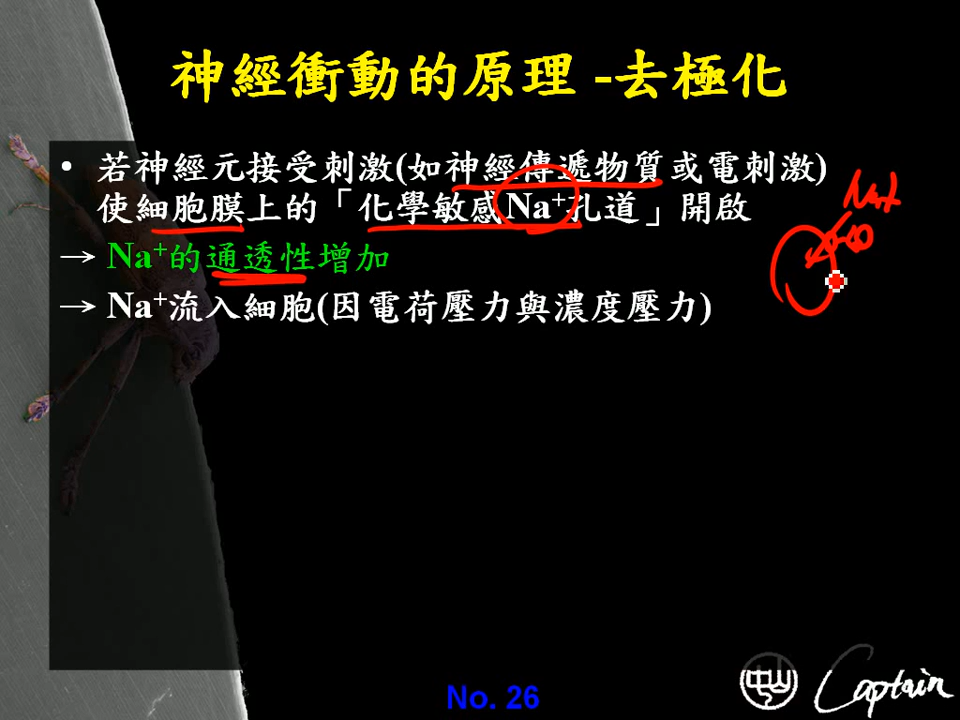 神經衝動的原理 -去極化
• 若神經元接受刺激(如神經傳遞物質或電刺激)
使細胞膜上的「化學敏感Na⁺孔道」開啟
→ Na⁺的通透性增加
→ Na⁺流入細胞(因電荷壓力與濃度壓力)
Na+
No. 26
Captain